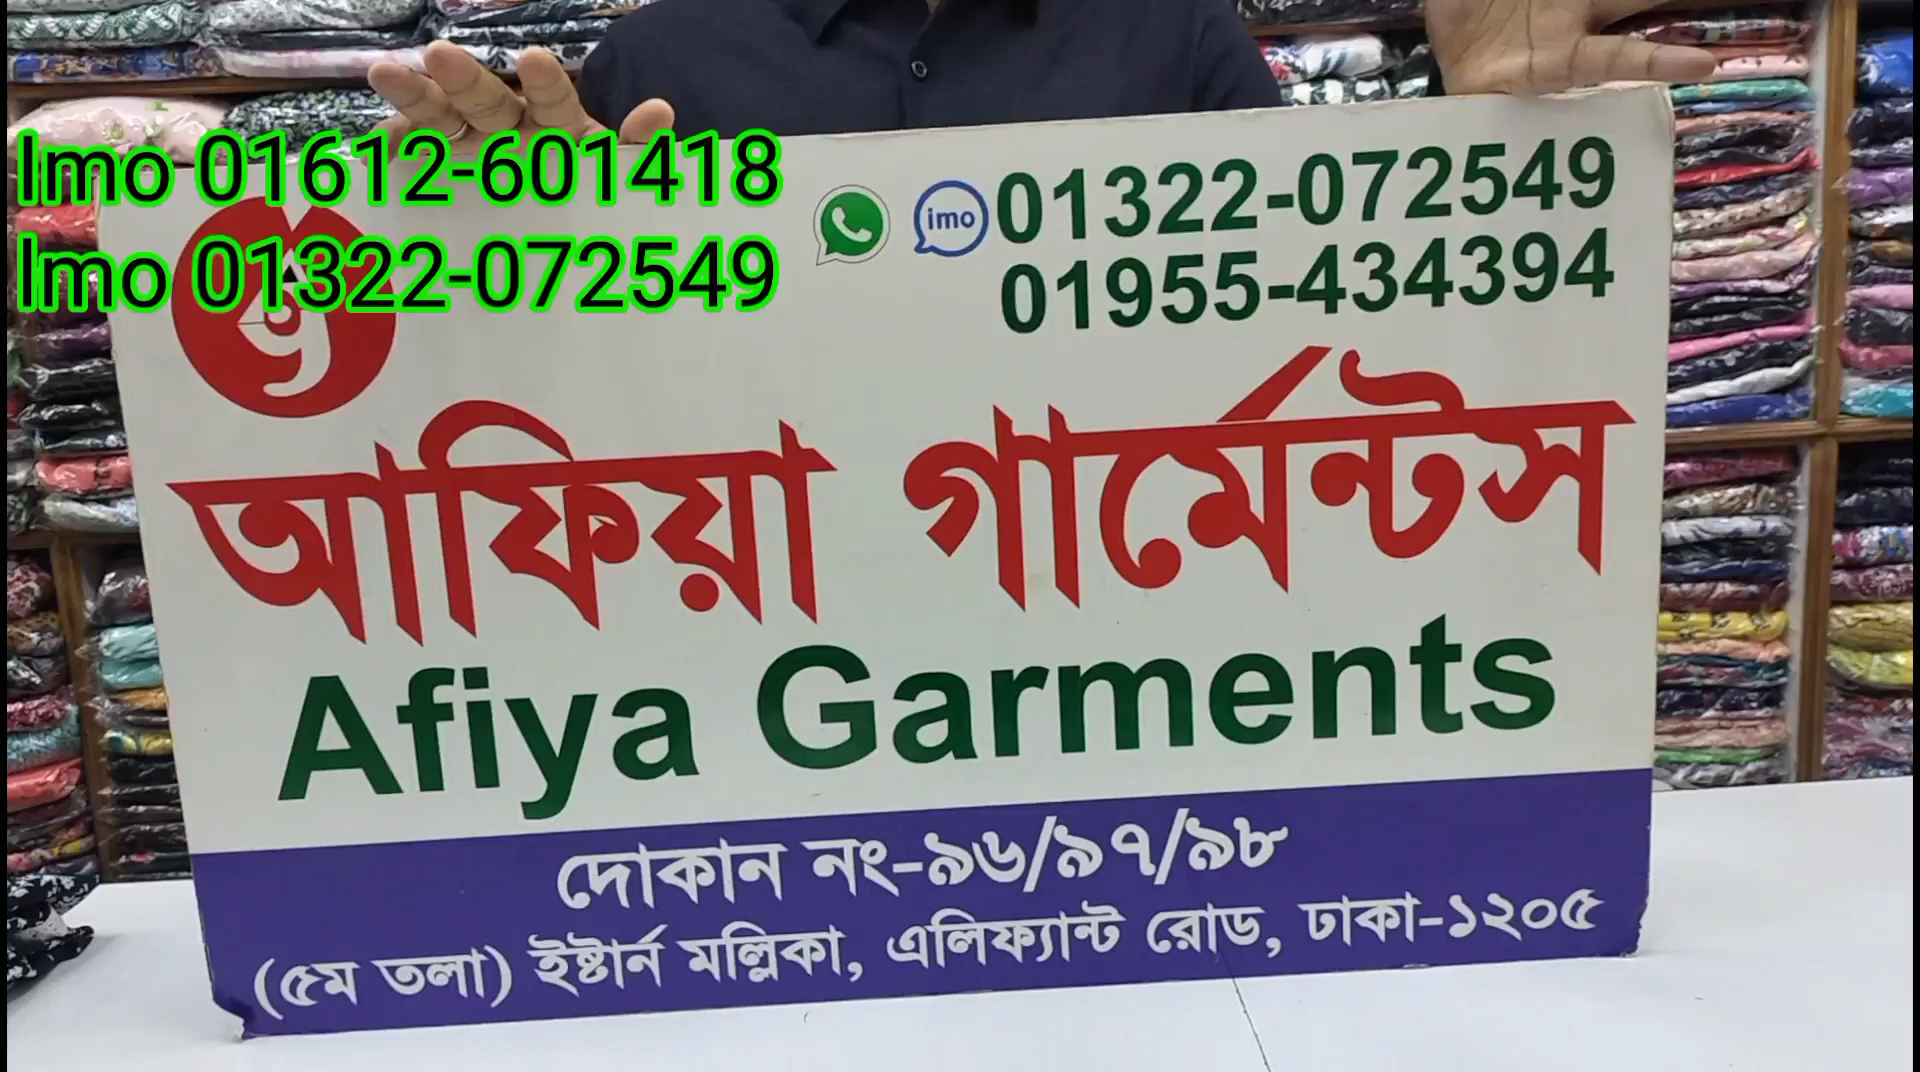 Imo 01612-601418
Imo 01322-072549
imo 01322-072549
01955-434394
আফিয়া গার্মেন্টস
Afiya Garments
দোকান নং-৯৬/৯৭/৯৮
(৫ম তলা) ইষ্টার্ন মল্লিকা, এলিফ্যান্ট রোড, ঢাকা-১২০৫